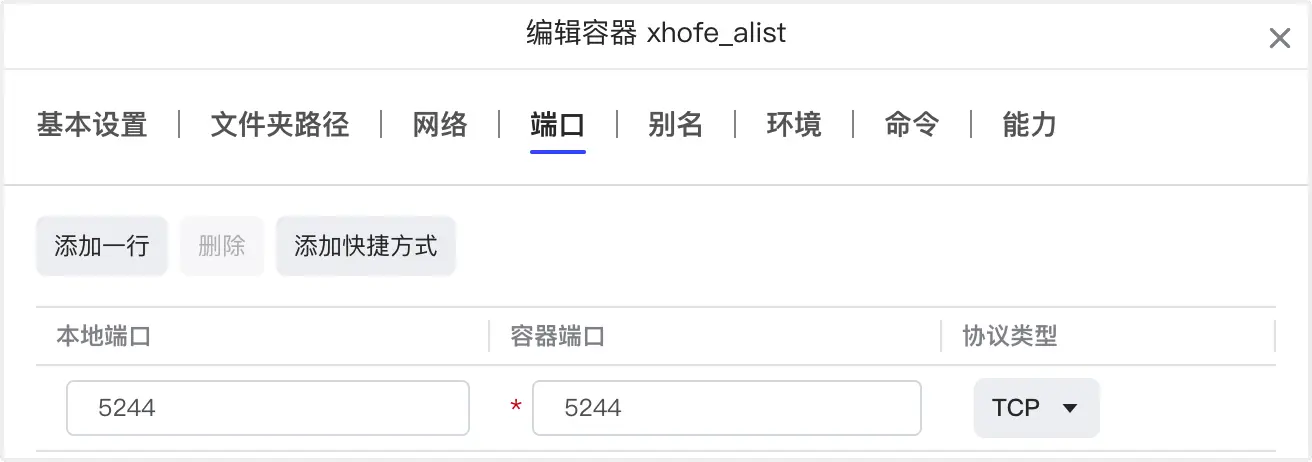 编辑容器 xhofe_alist
基本设置 文件夹路径 网络 端口 别名 环境 命令 能力
添加一行 删除 添加快捷方式
本地端口 容器端口 协议类型
5244 * 5244 TCP